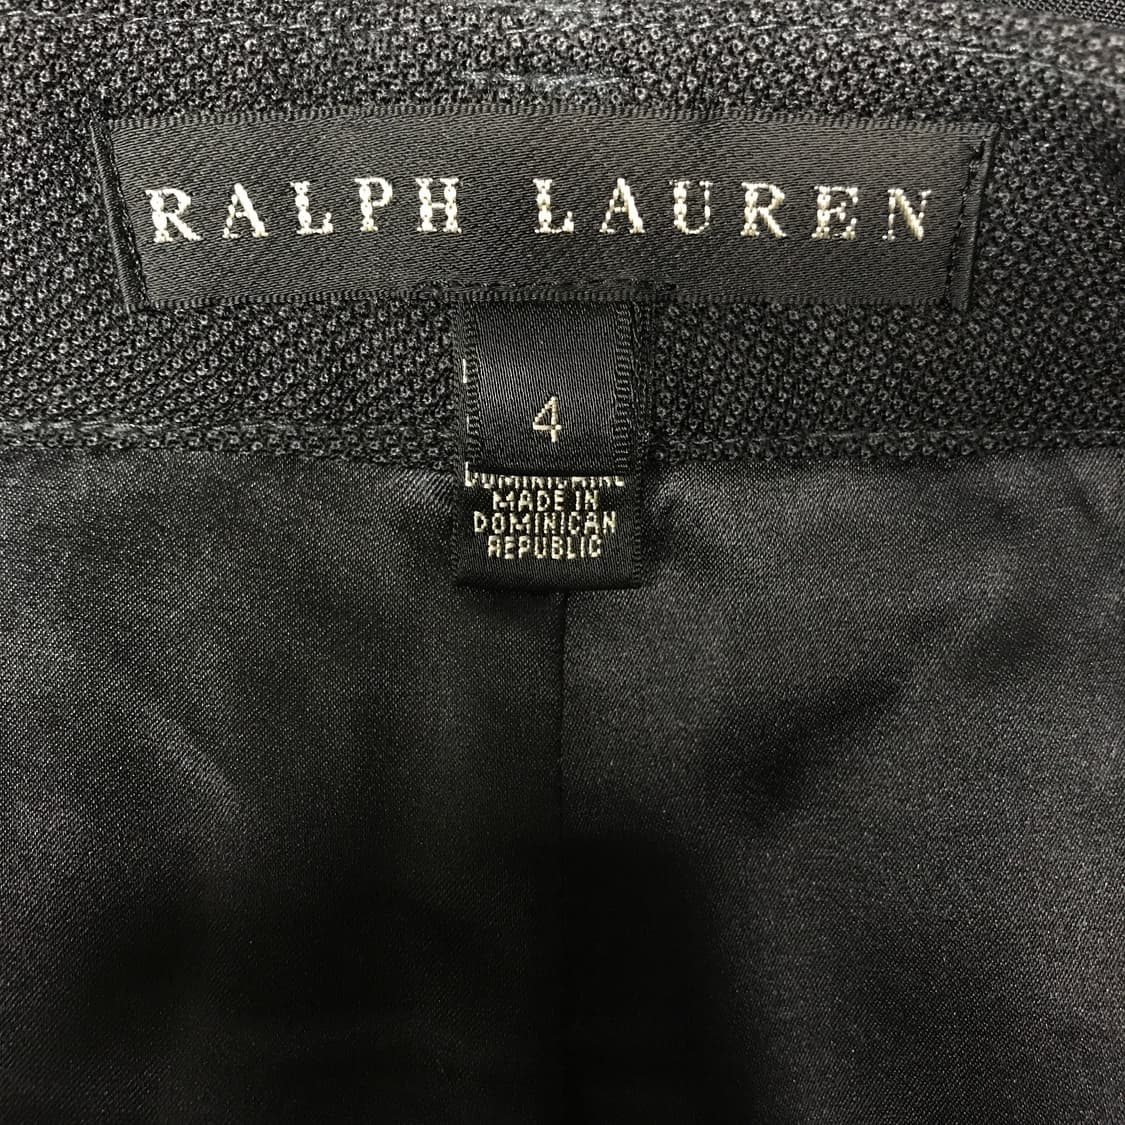 RALPH LAUREN
4
MADE IN
DOMINICAN
REPUBLIC